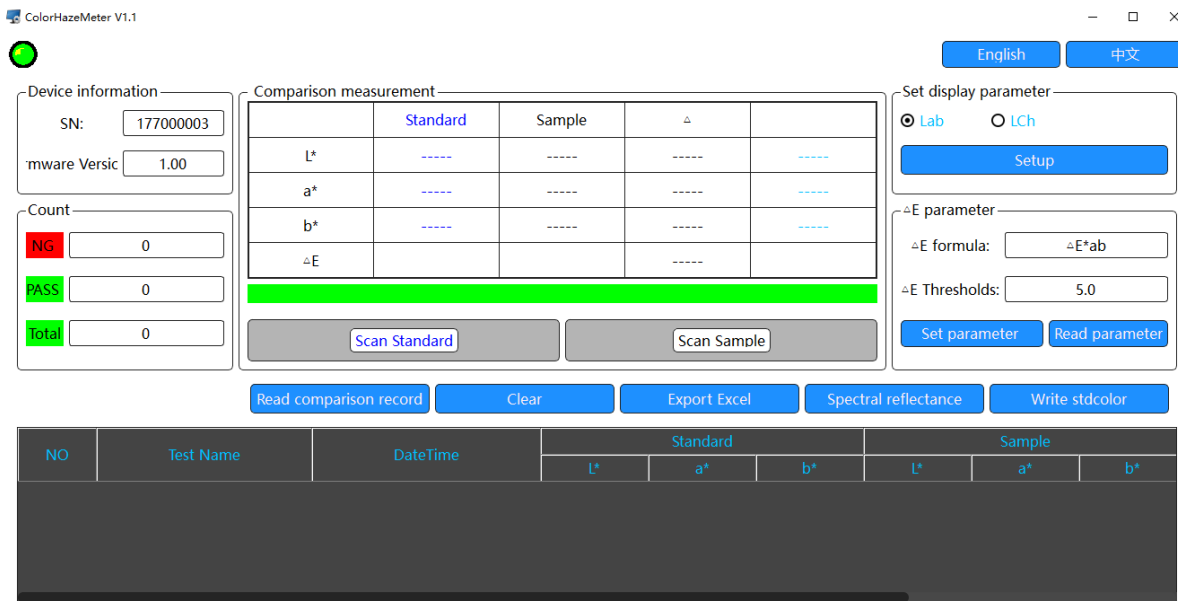 ColorHazeMeter V1.1
English 中文
Device information
SN: 177000003
mware Versic 1.00
Count
NG 0
PASS 0
Total 0
Comparison measurement
Standard Sample △
L* ----- ----- ----- -----
a* ----- ----- ----- -----
b* ----- ----- ----- -----
△E -----
Scan Standard Scan Sample
Set display parameter
Lab LCh
Setup
△E parameter
△E formula: △E*ab
△E Thresholds: 5.0
Set parameter Read parameter
Read comparison record Clear Export Excel Spectral reflectance Write stdcolor
NO Test Name DateTime Standard Sample
L* a* b* L* a* b*